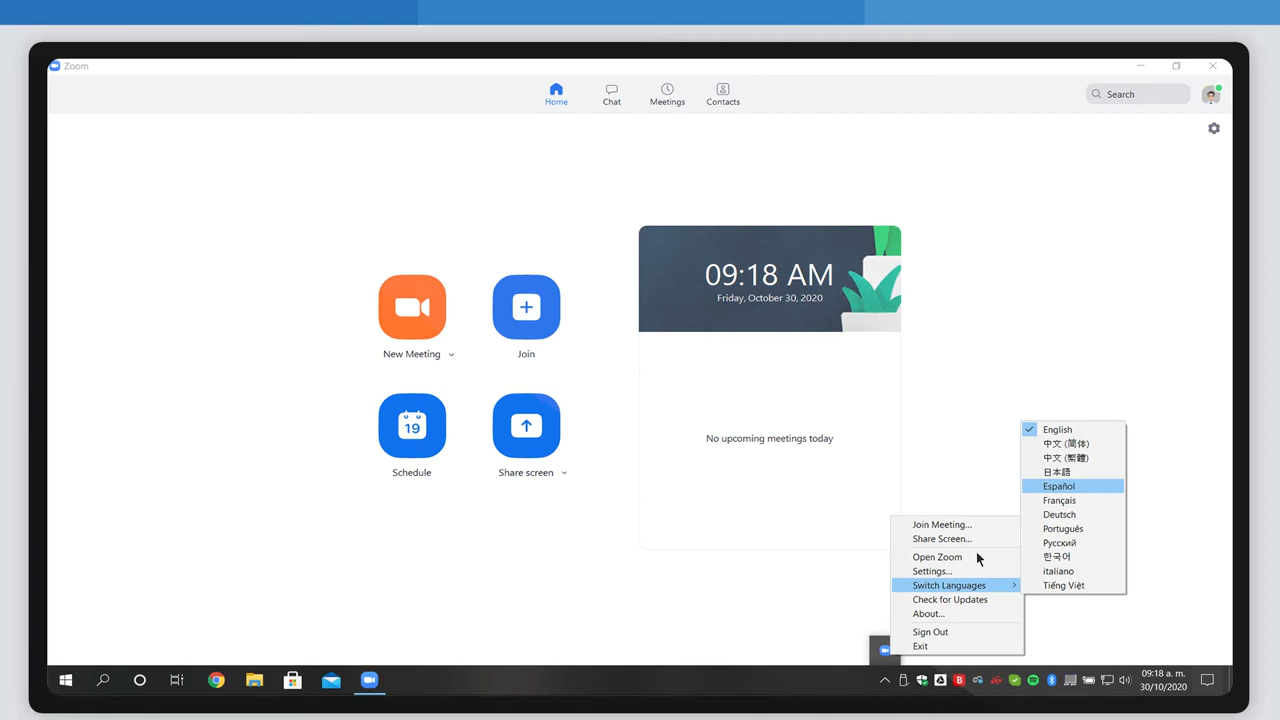 Zoom
Home
Chat
Meetings
Contacts
Search
New Meeting
Join
19
Schedule
Share screen
09:18 AM
Friday, October 30, 2020
No upcoming meetings today
English
中文 (简体)
中文 (繁體)
日本語
Español
Français
Deutsch
Português
Русский
한국어
italiano
Tiếng Việt
Join Meeting...
Share Screen...
Open Zoom
Settings...
Switch Languages
Check for Updates
About...
Sign Out
Exit
09:18 a. m.
30/10/2020